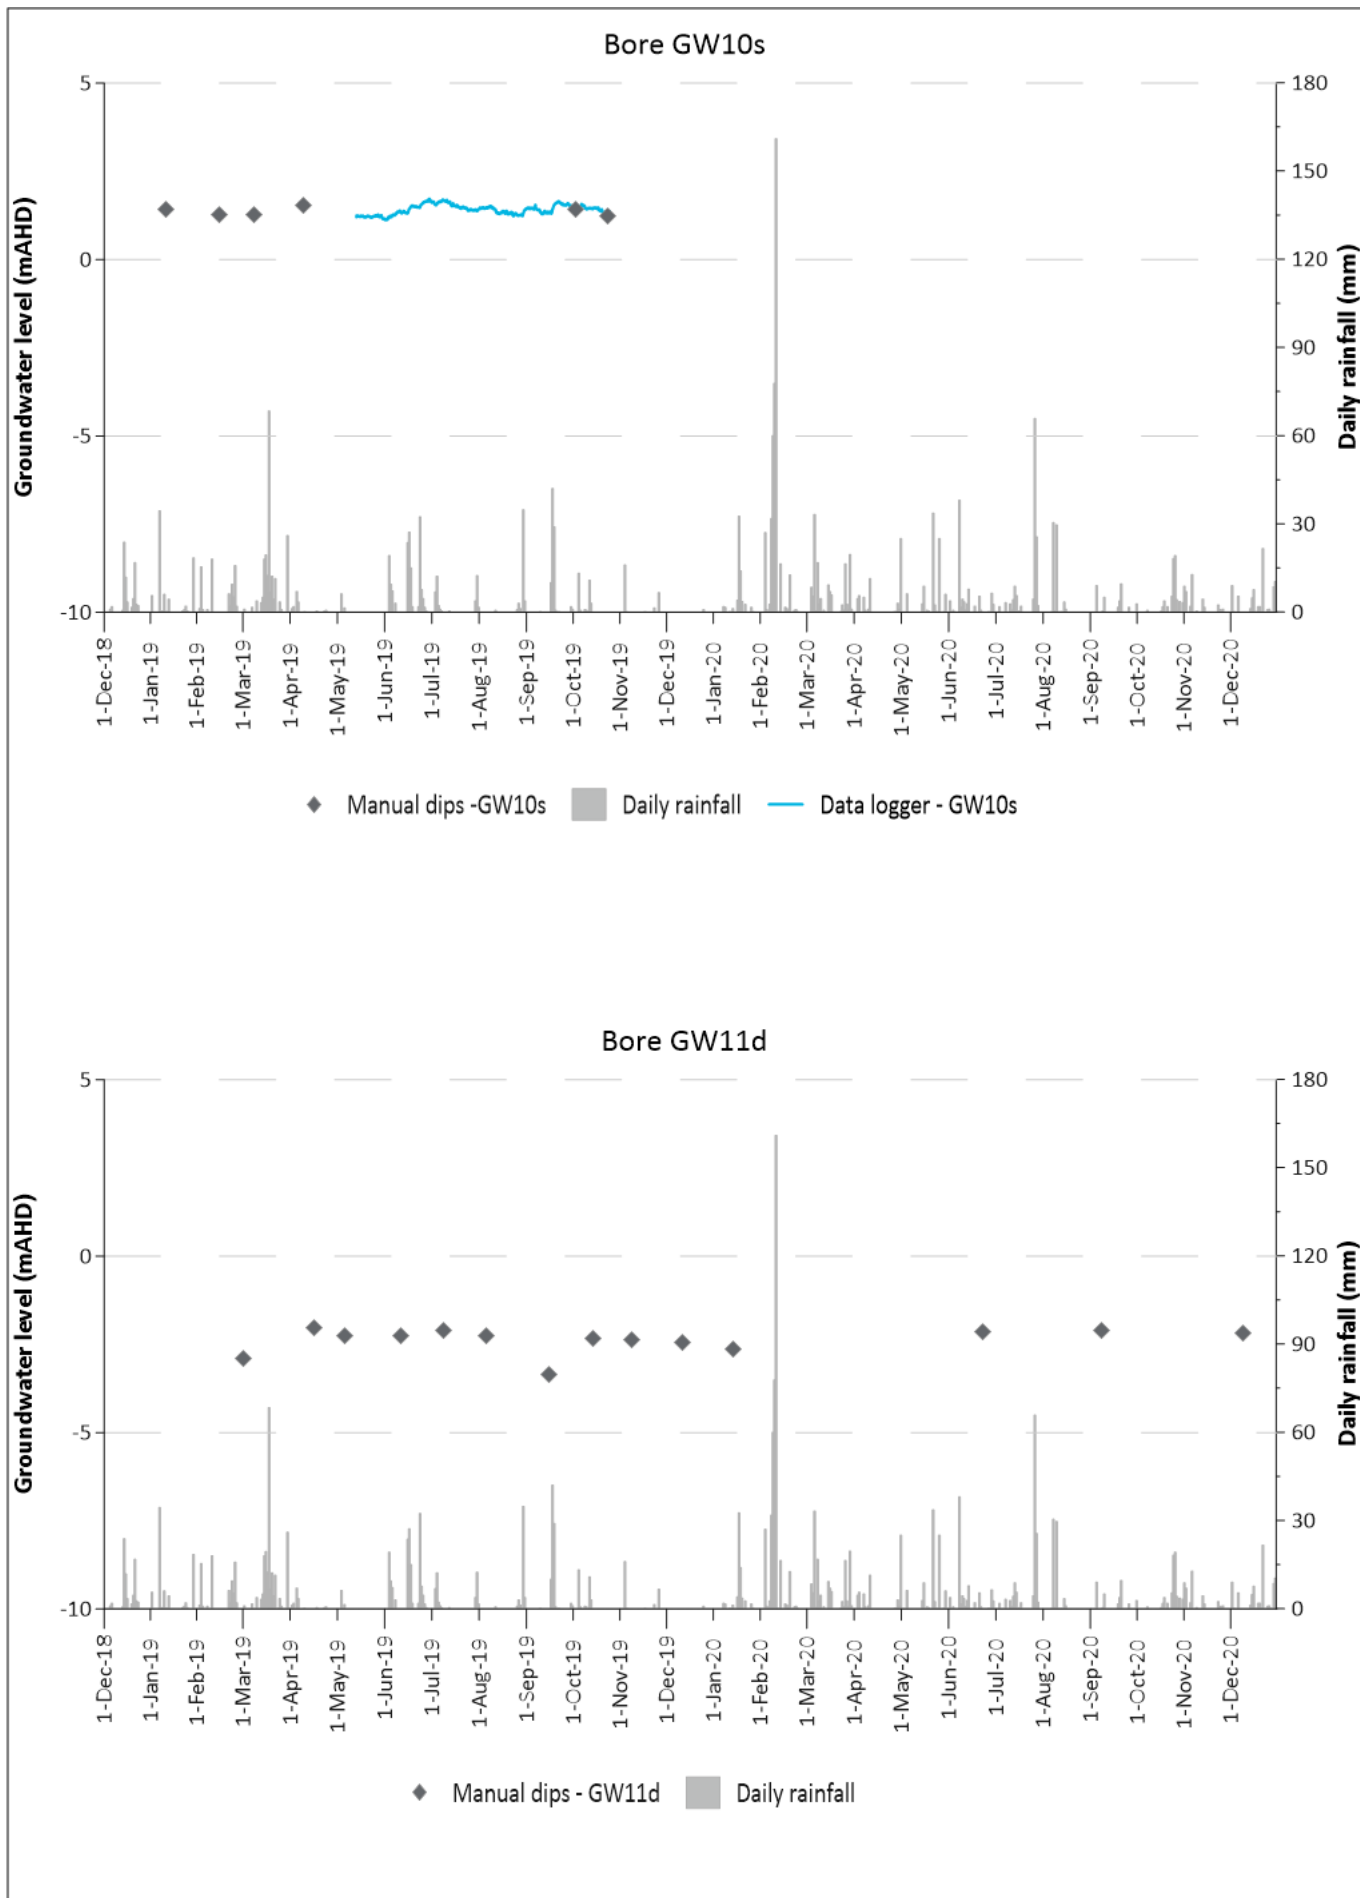 Bore GW10s
Groundwater level (mAHD)
5
0
-5
-10
180
150
120
90
60
30
0
Daily rainfall (mm)
1-Dec-18
1-Jan-19
1-Feb-19
1-Mar-19
1-Apr-19
1-May-19
1-Jun-19
1-Jul-19
1-Aug-19
1-Sep-19
1-Oct-19
1-Nov-19
1-Dec-19
1-Jan-20
1-Feb-20
1-Mar-20
1-Apr-20
1-May-20
1-Jun-20
1-Jul-20
1-Aug-20
1-Sep-20
1-Oct-20
1-Nov-20
1-Dec-20
Manual dips -GW10s Daily rainfall Data logger - GW10s
Bore GW11d
Groundwater level (mAHD)
5
0
-5
-10
180
150
120
90
60
30
0
Daily rainfall (mm)
1-Dec-18
1-Jan-19
1-Feb-19
1-Mar-19
1-Apr-19
1-May-19
1-Jun-19
1-Jul-19
1-Aug-19
1-Sep-19
1-Oct-19
1-Nov-19
1-Dec-19
1-Jan-20
1-Feb-20
1-Mar-20
1-Apr-20
1-May-20
1-Jun-20
1-Jul-20
1-Aug-20
1-Sep-20
1-Oct-20
1-Nov-20
1-Dec-20
Manual dips - GW11d Daily rainfall